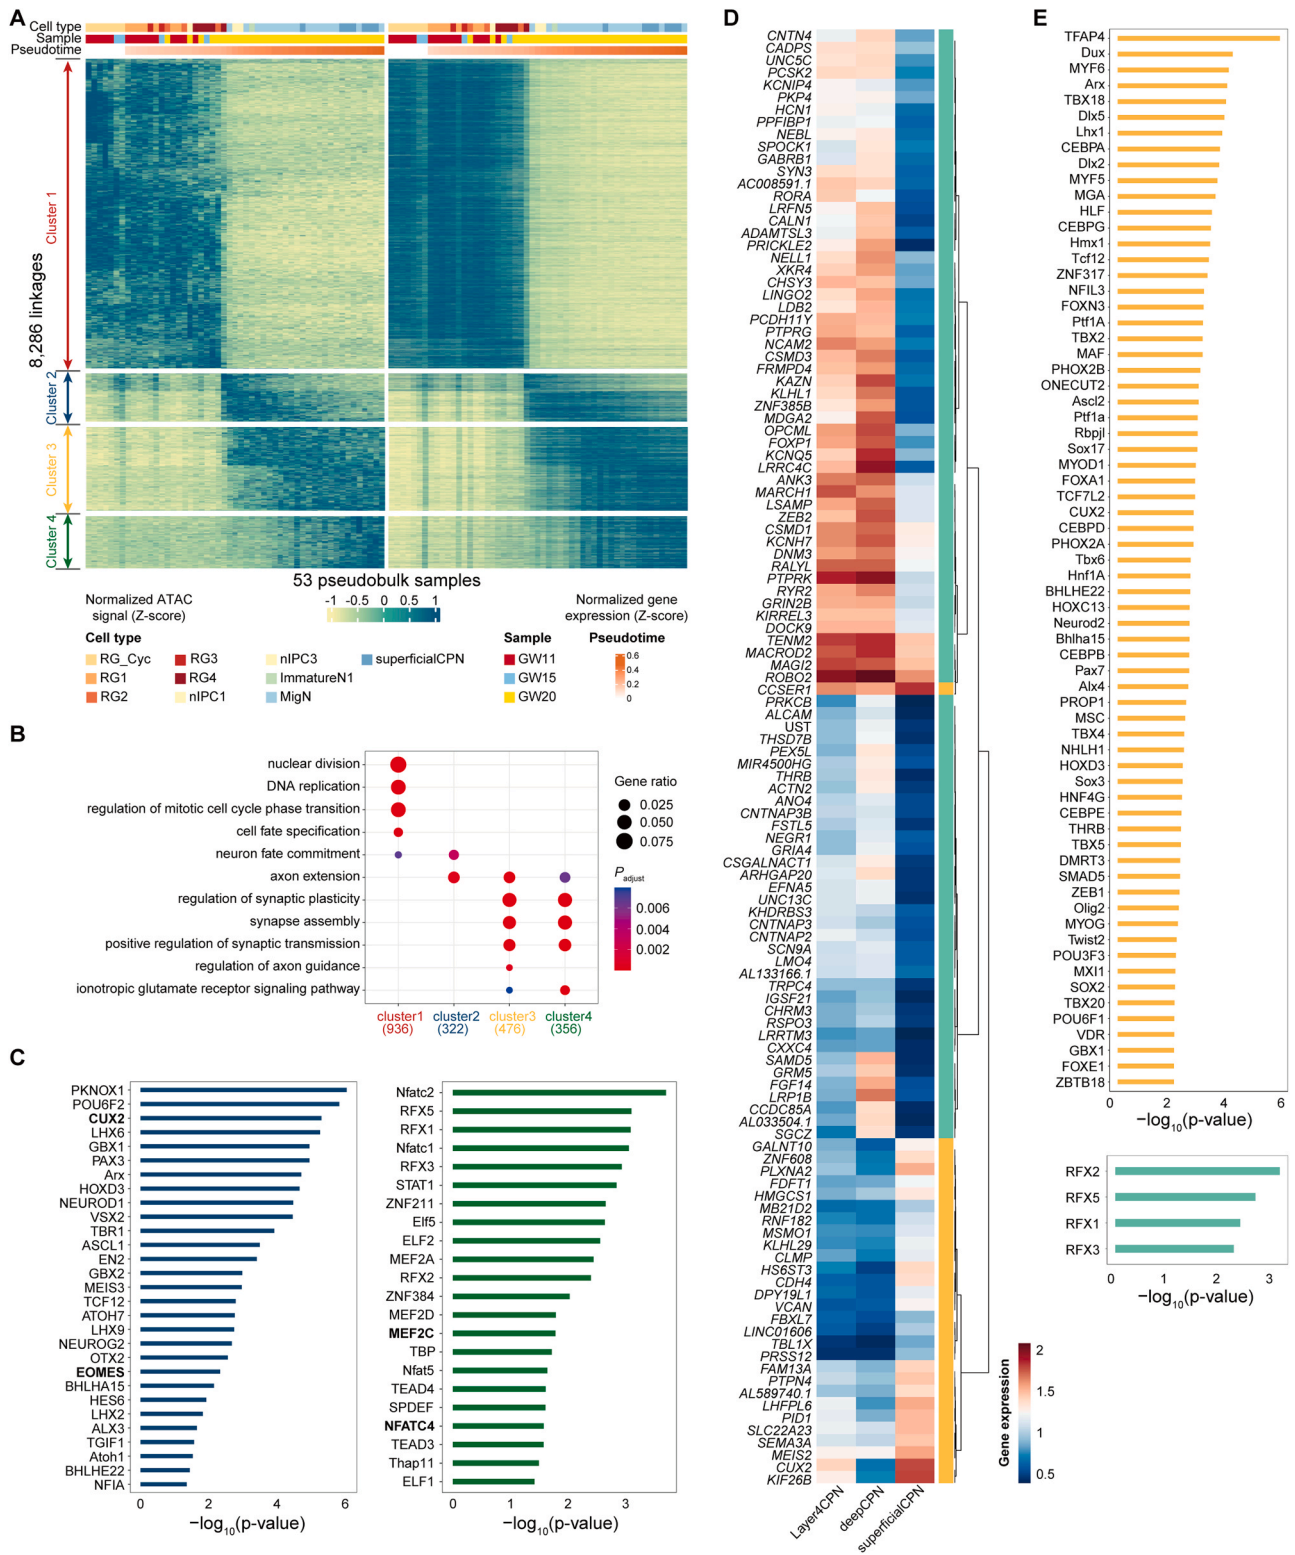 A
Cell type
Sample
Pseudotime
8,286 linkages
Cluster 1
Cluster 2
Cluster 3
Cluster 4
53 pseudobulk samples
Normalized ATAC
signal (Z-score)
-1 -0.5 0 0.5 1
Normalized gene
expression (Z-score)
Cell type
RG_Cyc
RG1
RG2
RG3
RG4
nIPC1
nIPC3
ImmatureN1
MigN
superficialCPN
Sample
GW11
GW15
GW20
Pseudotime
0.6
0.4
0.2
0
B
nuclear division
DNA replication
regulation of mitotic cell cycle phase transition
cell fate specification
neuron fate commitment
axon extension
regulation of synaptic plasticity
synapse assembly
positive regulation of synaptic transmission
regulation of axon guidance
ionotropic glutamate receptor signaling pathway
cluster1 cluster2 cluster3 cluster4
(936) (322) (476) (356)
Gene ratio
0.025
0.050
0.075
Padjust
0.006
0.004
0.002
C
PKNOX1
POU6F2
CUX2
LHX6
GBX1
PAX3
Arx
HOXD3
NEUROD1
VSX2
TBR1
ASCL1
EN2
GBX2
MEIS3
TCF12
ATOH7
LHX9
NEUROG2
OTX2
EOMES
BHLHA15
HES6
LHX2
ALX3
TGIF1
Atoh1
BHLHE22
NFIA
0 2 4 6
−log10(p-value)
Nfatc2
RFX5
RFX1
Nfatc1
RFX3
STAT1
ZNF211
Elf5
ELF2
MEF2A
RFX2
ZNF384
MEF2D
MEF2C
TBP
Nfat5
TEAD4
SPDEF
NFATC4
TEAD3
Thap11
ELF1
0 1 2 3
−log10(p-value)
D
CNTN4
CADPS
UNC5C
PCSK2
KCNIP4
PKP4
HCN1
PPFIBP1
NEBL
SPOCK1
GABRB1
SYN3
AC008591.1
RORA
LRFN5
CALN1
ADAMTSL3
PRICKLE2
NELL1
XKR4
CHSY3
LINGO2
LDB2
PCDH11Y
PTPRG
NCAM2
CSMD3
FRMPD4
KAZN
KLHL1
ZNF385B
MDGA2
OPCML
FOXP1
KCNQ5
LRRC4C
ANK3
MARCH1
LSAMP
ZEB2
CSMD1
KCNH7
DNM3
RALYL
PTPRK
RYR2
GRIN2B
KIRREL3
DOCK9
TENM2
MACROD2
MAGI2
ROBO2
CCSER1
PRKCB
ALCAM
UST
THSD7B
PEX5L
MIR4500HG
THRB
ACTN2
ANO4
CNTNAP3B
FSTL5
NEGR1
GRIA4
CSGALNACT1
ARHGAP20
EFNA5
UNC13C
KHDRBS3
CNTNAP3
CNTNAP2
SCN9A
LMO4
AL133166.1
TRPC4
IGSF21
CHRM3
RSPO3
LRRTM3
CXXC4
SAMD5
GRM5
FGF14
LRP1B
CCDC85A
AL033504.1
SGCZ
GALNT10
ZNF608
PLXNA2
FDFT1
HMGCS1
MB21D2
RNF182
MSMO1
KLHL29
CLMP
HS6ST3
CDH4
DPY19L1
VCAN
FBXL7
LINC01606
TBL1X
PRSS12
FAM13A
PTPN4
AL589740.1
LHFPL6
PID1
SLC22A23
SEMA3A
MEIS2
CUX2
KIF26B
Layer4CPN
deepCPN
superficialCPN
Gene expression
2
1.5
1
0.5
E
TFAP4
Dux
MYF6
Arx
TBX18
Dlx5
Lhx1
CEBPA
Dlx2
MYF5
MGA
HLF
CEBPG
Hmx1
Tcf12
ZNF317
NFIL3
FOXN3
Ptf1A
TBX2
MAF
PHOX2B
ONECUT2
Ascl2
Ptf1a
Rbpjl
Sox17
MYOD1
FOXA1
TCF7L2
CUX2
CEBPD
PHOX2A
Tbx6
Hnf1A
BHLHE22
HOXC13
Neurod2
Bhlha15
CEBPB
Pax7
Alx4
PROP1
MSC
TBX4
NHLH1
HOXD3
Sox3
HNF4G
CEBPE
THRB
TBX5
DMRT3
SMAD5
ZEB1
Olig2
MYOG
Twist2
POU3F3
MXI1
SOX2
TBX20
POU6F1
VDR
GBX1
FOXE1
ZBTB18
0 2 4 6
−log10(p-value)
RFX2
RFX5
RFX1
RFX3
0 1 2 3
−log10(p-value)